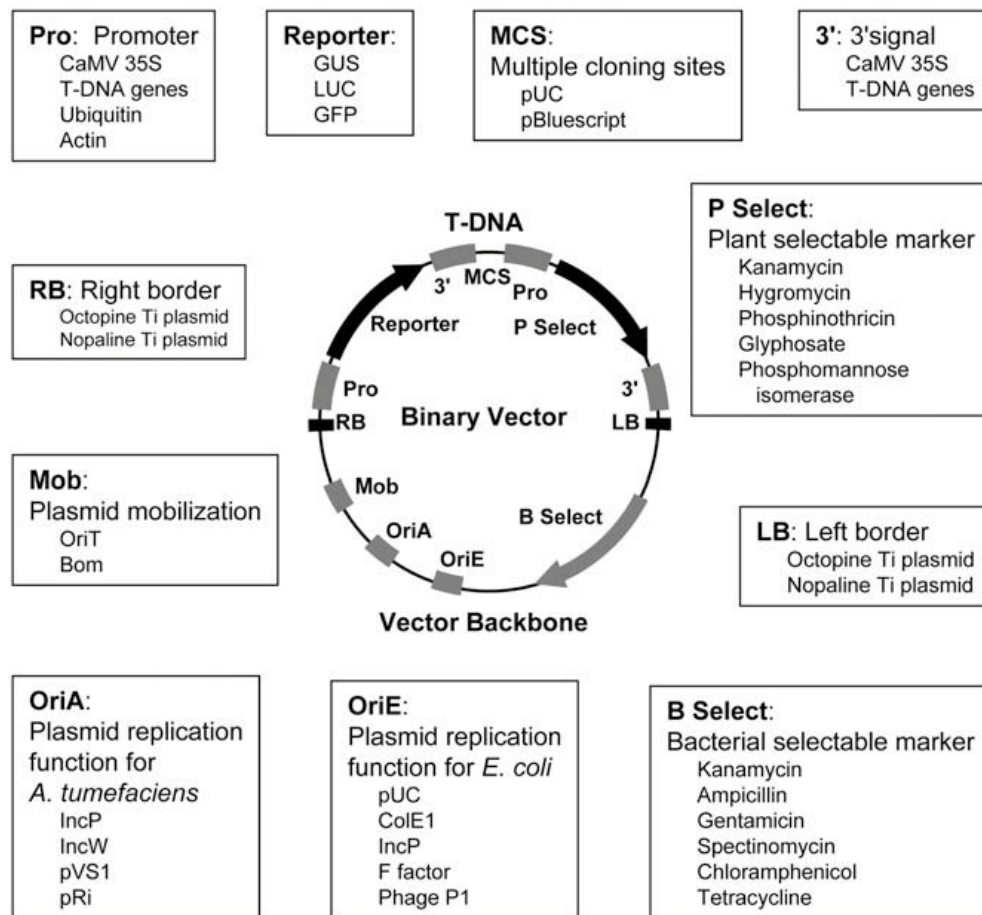 Pro: Promoter
CaMV 35S
T-DNA genes
Ubiquitin
Actin
Reporter:
GUS
LUC
GFP
MCS:
Multiple cloning sites
pUC
pBluescript
3': 3'signal
CaMV 35S
T-DNA genes
P Select:
Plant selectable marker
Kanamycin
Hygromycin
Phosphinothricin
Glyphosate
Phosphomannose
isomerase
RB: Right border
Octopine Ti plasmid
Nopaline Ti plasmid
T-DNA
3'
MCS
Pro
Reporter
P Select
Pro
3'
RB
Binary Vector
LB
Mob
B Select
OriA
OriE
Vector Backbone
Mob:
Plasmid mobilization
OriT
Bom
LB: Left border
Octopine Ti plasmid
Nopaline Ti plasmid
OriA:
Plasmid replication
function for
A. tumefaciens
IncP
IncW
pVS1
pRi
OriE:
Plasmid replication
function for E. coli
pUC
ColE1
IncP
F factor
Phage P1
B Select:
Bacterial selectable marker
Kanamycin
Ampicillin
Gentamicin
Spectinomycin
Chloramphenicol
Tetracycline